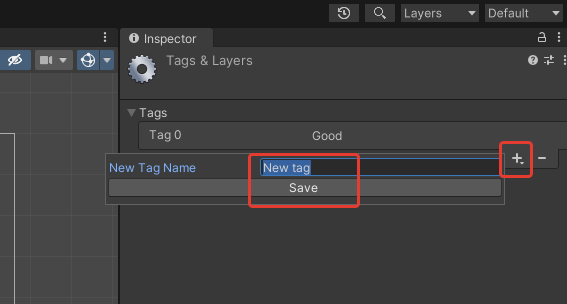 Layers Default
Inspector
Tags & Layers
Tags
Tag 0 Good
New Tag Name New tag
Save